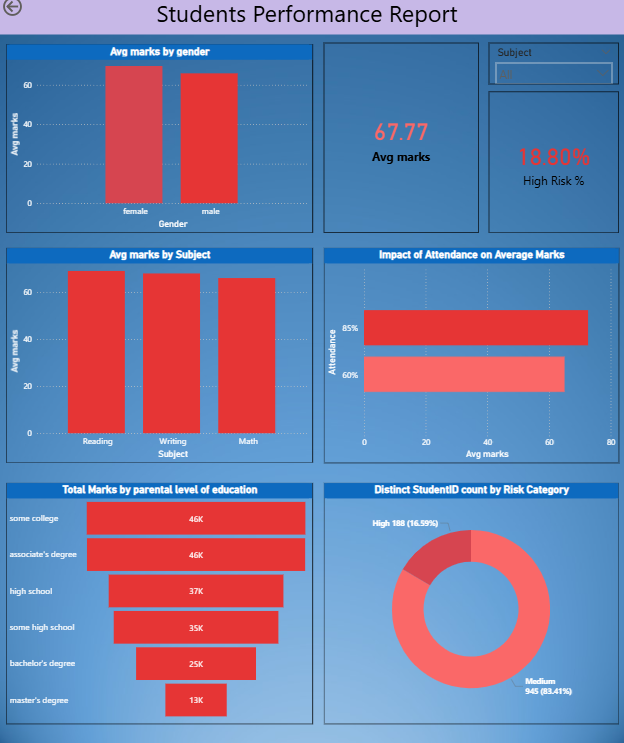 Students Performance Report
Avg marks by gender
Avg marks
60
40
20
0
female
male
Gender
67.77
Avg marks
Subject
All
18.80%
High Risk %
Avg marks by Subject
Avg marks
60
40
20
0
Reading
Writing
Math
Subject
Impact of Attendance on Average Marks
Attendance
85%
60%
0
20
40
60
80
Avg marks
Total Marks by parental level of education
some college
46K
associate's degree
46K
high school
37K
some high school
35K
bachelor's degree
25K
master's degree
13K
Distinct StudentID count by Risk Category
High 188 (16.59%)
Medium
945 (83.41%)